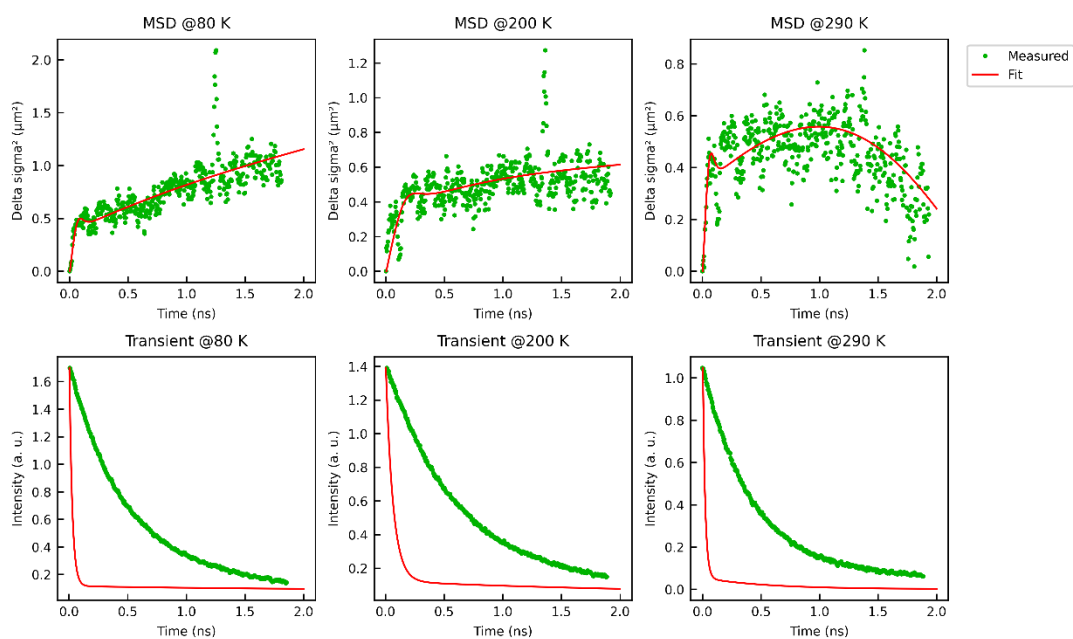 MSD @80 K
MSD @200 K
MSD @290 K
Delta sigma² (μm²)
2.0
1.5
1.0
0.5
0.0
0.0 0.5 1.0 1.5 2.0
Time (ns)
Delta sigma² (μm²)
1.2
1.0
0.8
0.6
0.4
0.2
0.0
0.0 0.5 1.0 1.5 2.0
Time (ns)
Delta sigma² (μm²)
0.8
0.6
0.4
0.2
0.0
0.0 0.5 1.0 1.5 2.0
Time (ns)
Measured
Fit
Transient @80 K
Transient @200 K
Transient @290 K
Intensity (a. u.)
1.6
1.4
1.2
1.0
0.8
0.6
0.4
0.2
0.0 0.5 1.0 1.5 2.0
Time (ns)
Intensity (a. u.)
1.4
1.2
1.0
0.8
0.6
0.4
0.2
0.0 0.5 1.0 1.5 2.0
Time (ns)
Intensity (a. u.)
1.0
0.8
0.6
0.4
0.2
0.0
0.0 0.5 1.0 1.5 2.0
Time (ns)